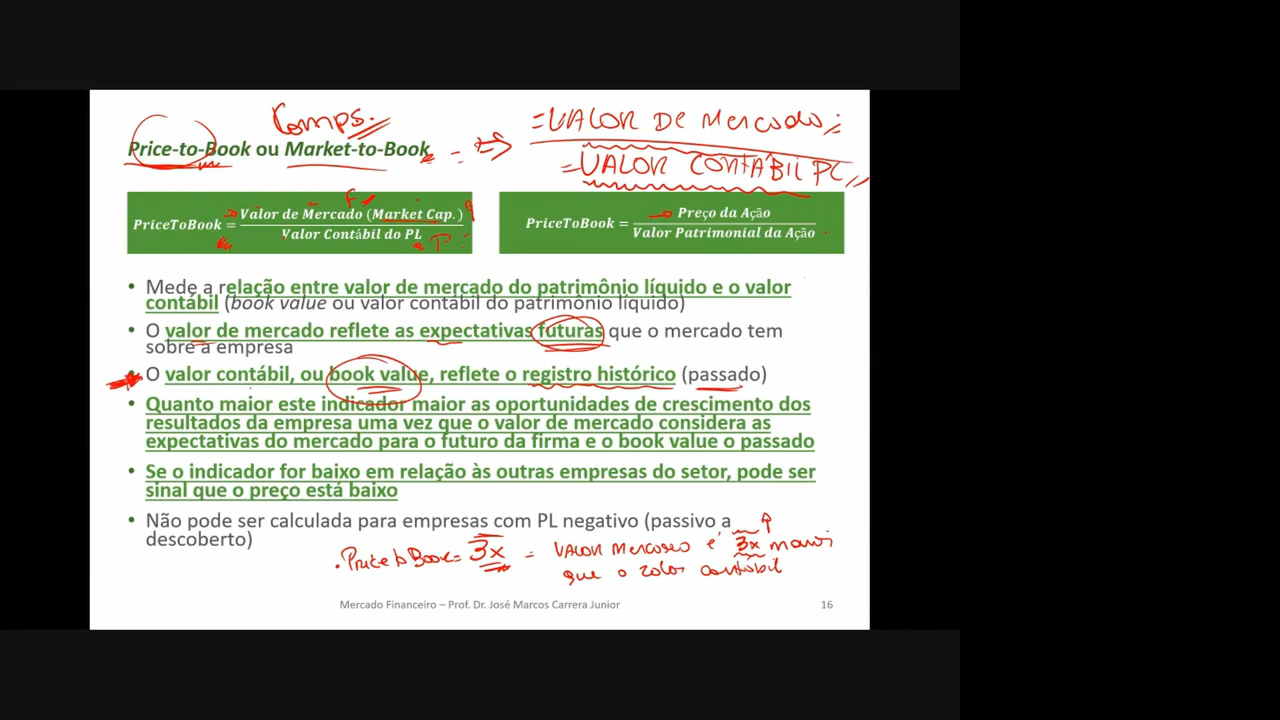 Comps.
Price-to-Book ou Market-to-Book
= VALOR DE Mercado
= VALOR CONTÁBIL PL
PriceToBook = Valor de Mercado (Market Cap.)
Valor Contábil do PL
PriceToBook = Preço da Ação
Valor Patrimonial da Ação
• Mede a relação entre valor de mercado do patrimônio líquido e o valor
contábil (book value ou valor contábil do patrimônio líquido)
• O valor de mercado reflete as expectativas futuras que o mercado tem
sobre a empresa
• O valor contábil, ou book value, reflete o registro histórico (passado)
• Quanto maior este indicador maior as oportunidades de crescimento dos
resultados da empresa uma vez que o valor de mercado considera as
expectativas do mercado para o futuro da firma e o book value o passado
• Se o indicador for baixo em relação às outras empresas do setor, pode ser
sinal que o preço está baixo
• Não pode ser calculada para empresas com PL negativo (passivo a
descoberto)
. Price to Book = 3x = VALOR Mercado é 3x maior
que o valor contábil
Mercado Financeiro – Prof. Dr. José Marcos Carrera Junior
16